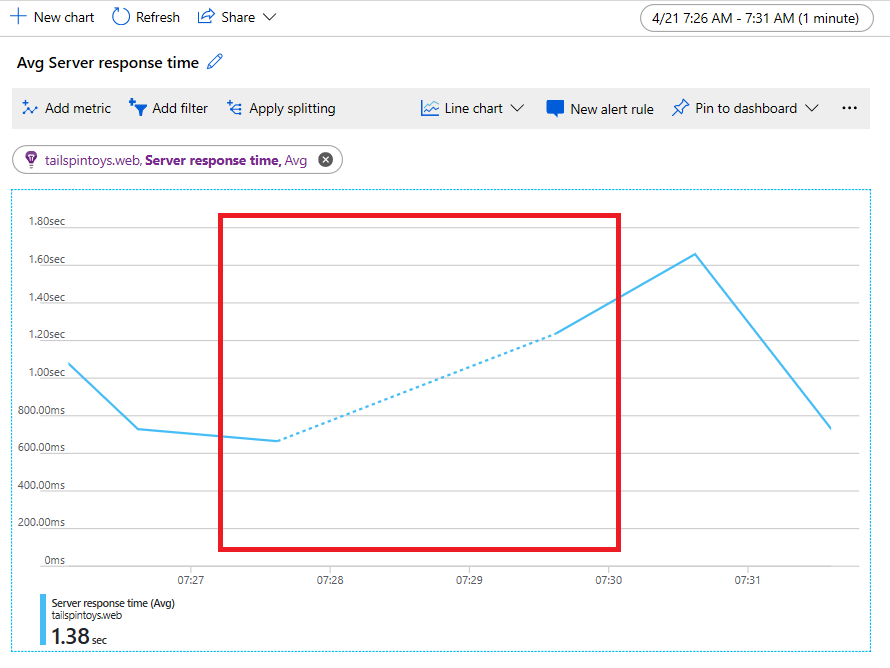 New chart Refresh Share 4/21 7:26 AM - 7:31 AM (1 minute)
Avg Server response time
Add metric Add filter Apply splitting Line chart New alert rule Pin to dashboard ...
tailspintoys.web, Server response time, Avg
1.80sec
1.60sec
1.40sec
1.20sec
1.00sec
800.00ms
600.00ms
400.00ms
200.00ms
0ms
07:27 07:28 07:29 07:30 07:31
Server response time (Avg)
tailspintoys.web
1.38 sec